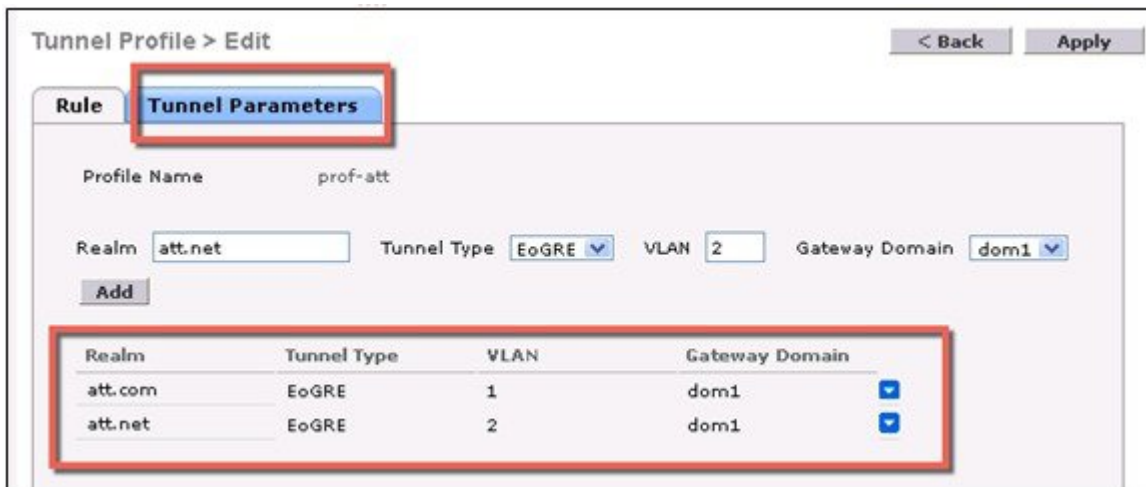 Tunnel Profile > Edit
< Back
Apply
Rule
Tunnel Parameters
Profile Name prof-att
Realm att.net Tunnel Type EoGRE VLAN 2 Gateway Domain dom1
Add
Realm Tunnel Type VLAN Gateway Domain
att.com EoGRE 1 dom1
att.net EoGRE 2 dom1